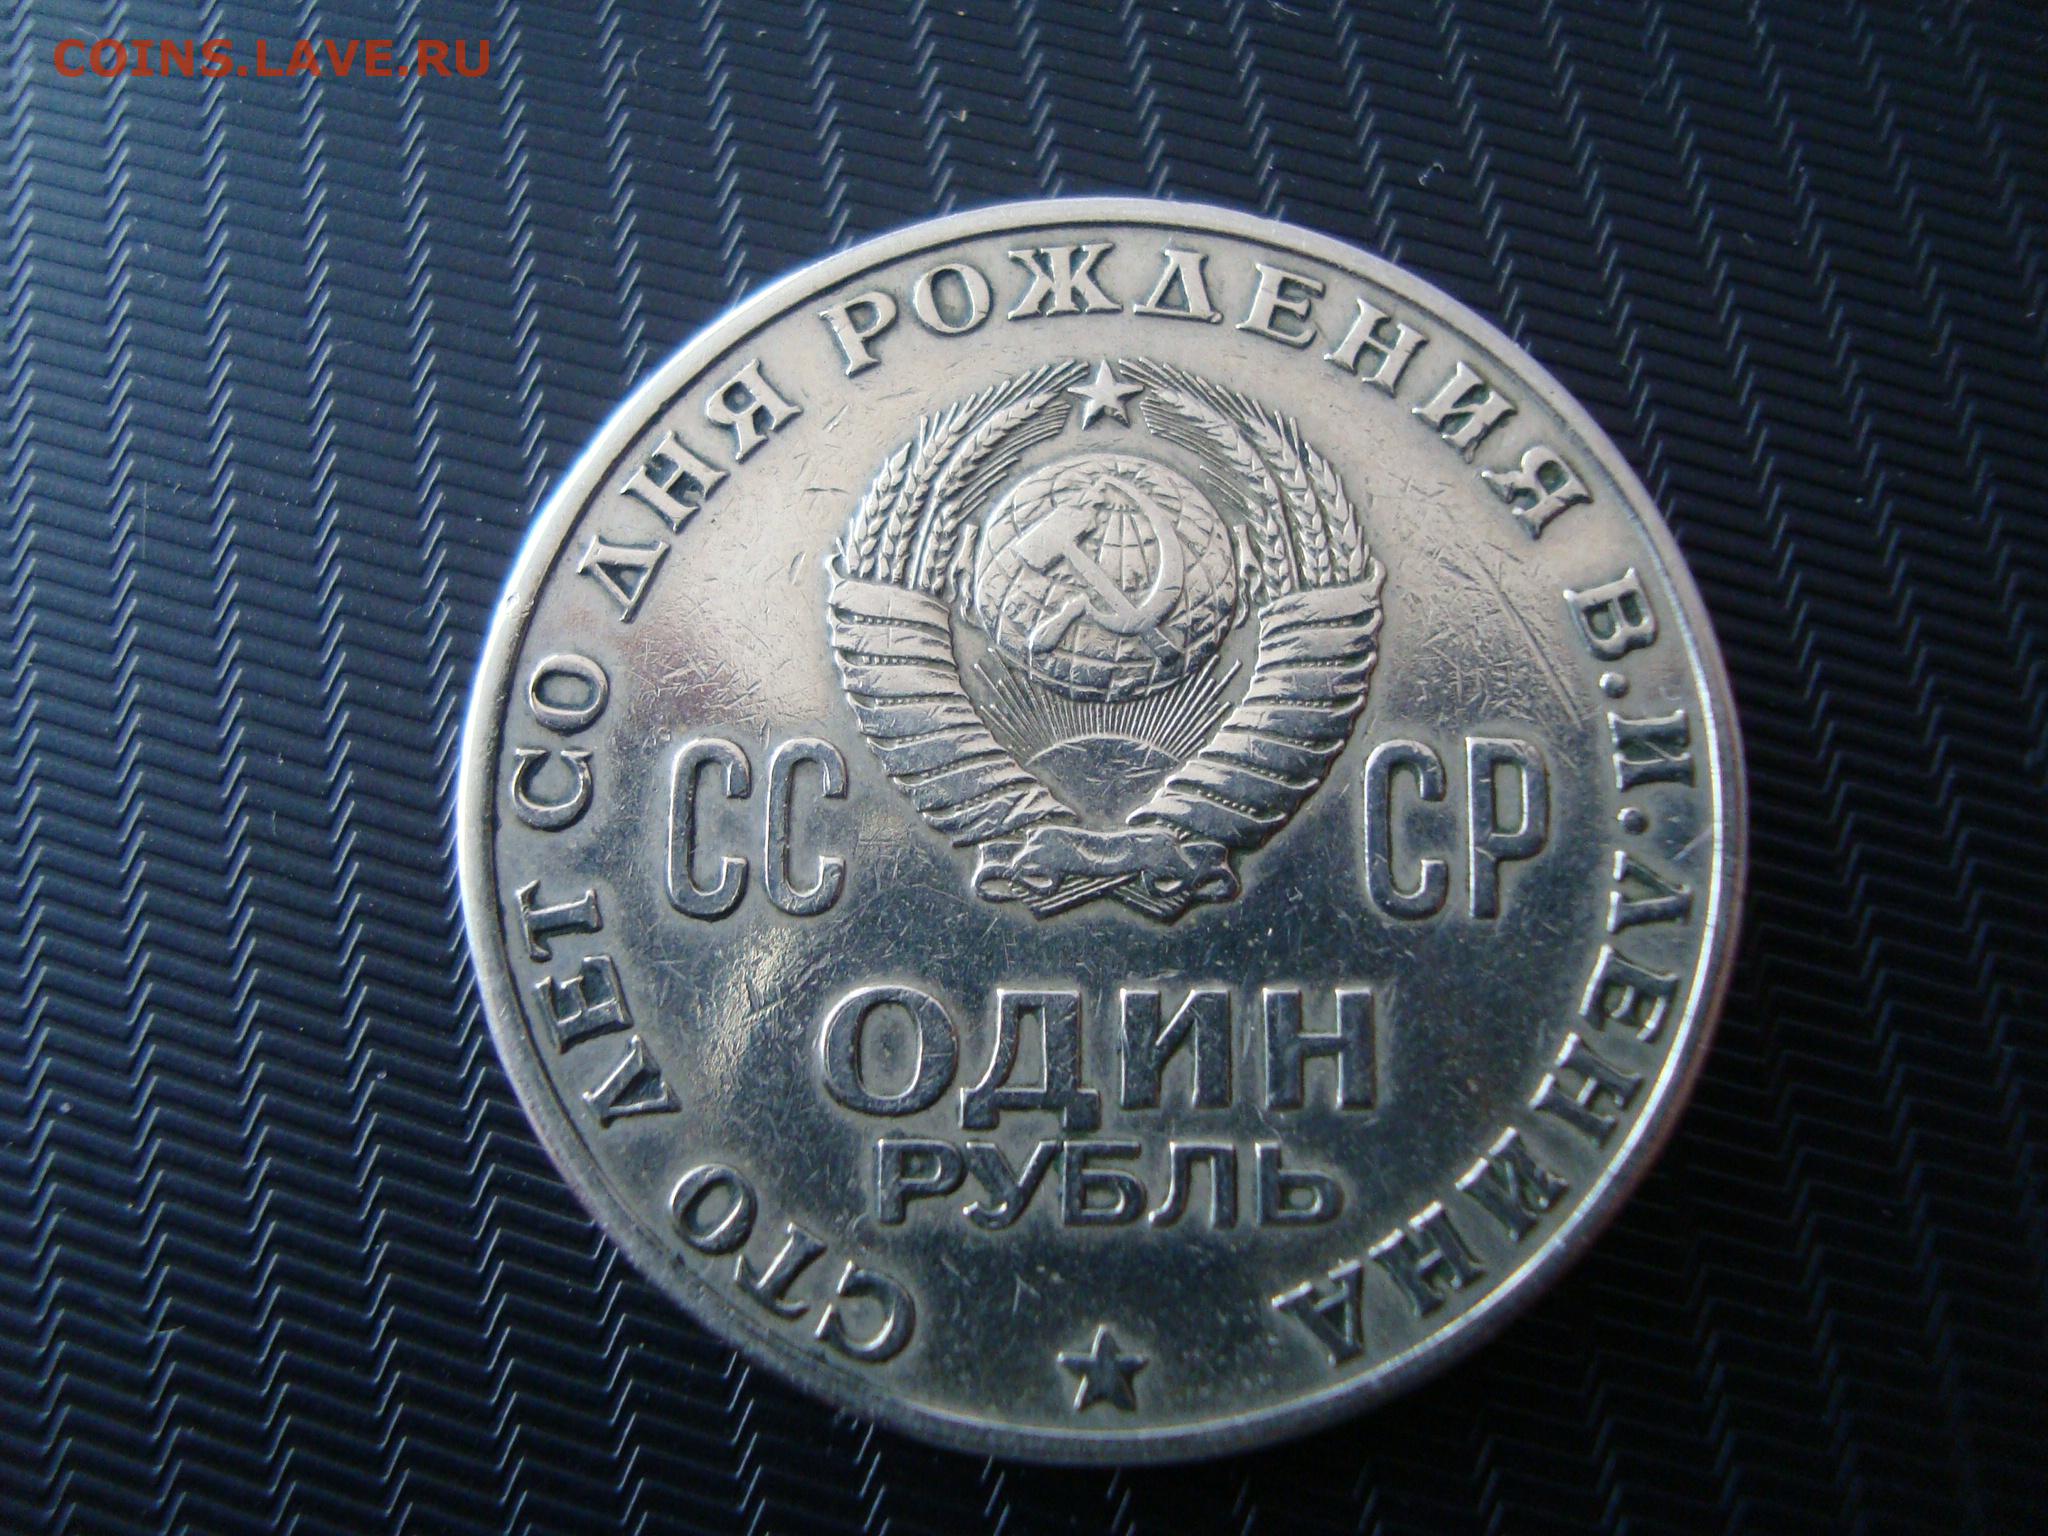 COINS.LAVE.RU
СТО ЛЕТ СО ДНЯ РОЖДЕНИЯ В.И.ЛЕНИНА
СС СР
ОДИН
РУБЛЬ